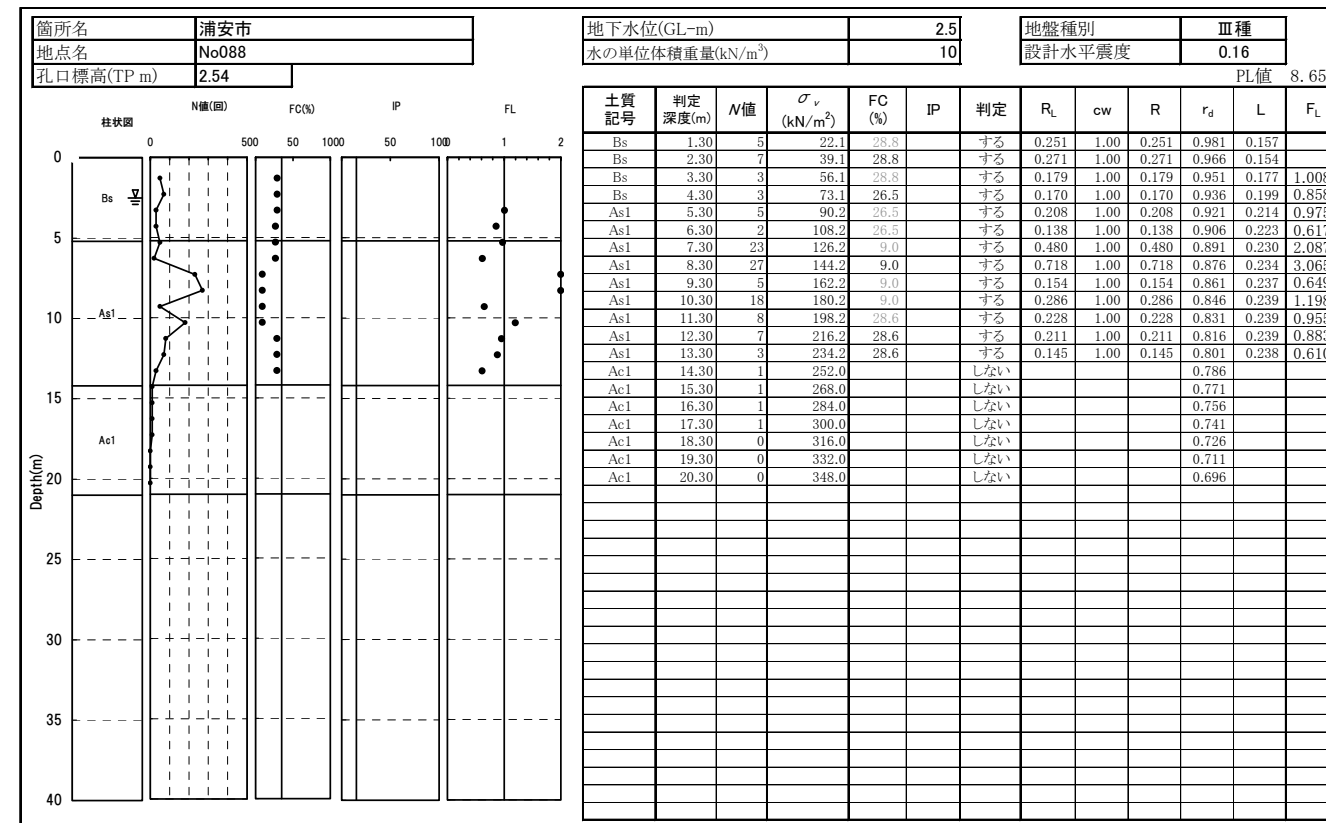 箇所名 浦安市
地点名 No088
孔口標高(TP m) 2.54
地下水位(GL-m) 2.5
水の単位体積重量(kN/m³) 10
地盤種別 Ⅲ種
設計水平震度 0.16
PL値 8.65
柱状図 N値(回) FC(%) IP FL
0 500 50 1000 50 100 0 1 2
0
Bs
5
As1
10
15
Ac1
20
25
30
35
40
Depth(m)
土質記号 判定深度(m) N値 σv (kN/m²) FC (%) IP 判定 RL cw R rd L FL
Bs 1.30 5 22.1 28.8 する 0.251 1.00 0.251 0.981 0.157
Bs 2.30 7 39.1 28.8 する 0.271 1.00 0.271 0.966 0.154
Bs 3.30 3 56.1 28.8 する 0.179 1.00 0.179 0.951 0.177 1.008
Bs 4.30 3 73.1 26.5 する 0.170 1.00 0.170 0.936 0.199 0.858
As1 5.30 5 90.2 26.5 する 0.208 1.00 0.208 0.921 0.214 0.975
As1 6.30 2 108.2 26.5 する 0.138 1.00 0.138 0.906 0.223 0.617
As1 7.30 23 126.2 9.0 する 0.480 1.00 0.480 0.891 0.230 2.087
As1 8.30 27 144.2 9.0 する 0.718 1.00 0.718 0.876 0.234 3.065
As1 9.30 5 162.2 9.0 する 0.154 1.00 0.154 0.861 0.237 0.649
As1 10.30 18 180.2 9.0 する 0.286 1.00 0.286 0.846 0.239 1.198
As1 11.30 8 198.2 28.6 する 0.228 1.00 0.228 0.831 0.239 0.955
As1 12.30 7 216.2 28.6 する 0.211 1.00 0.211 0.816 0.239 0.883
As1 13.30 3 234.2 28.6 する 0.145 1.00 0.145 0.801 0.238 0.610
Ac1 14.30 1 252.0 しない 0.786
Ac1 15.30 1 268.0 しない 0.771
Ac1 16.30 1 284.0 しない 0.756
Ac1 17.30 1 300.0 しない 0.741
Ac1 18.30 0 316.0 しない 0.726
Ac1 19.30 0 332.0 しない 0.711
Ac1 20.30 0 348.0 しない 0.696